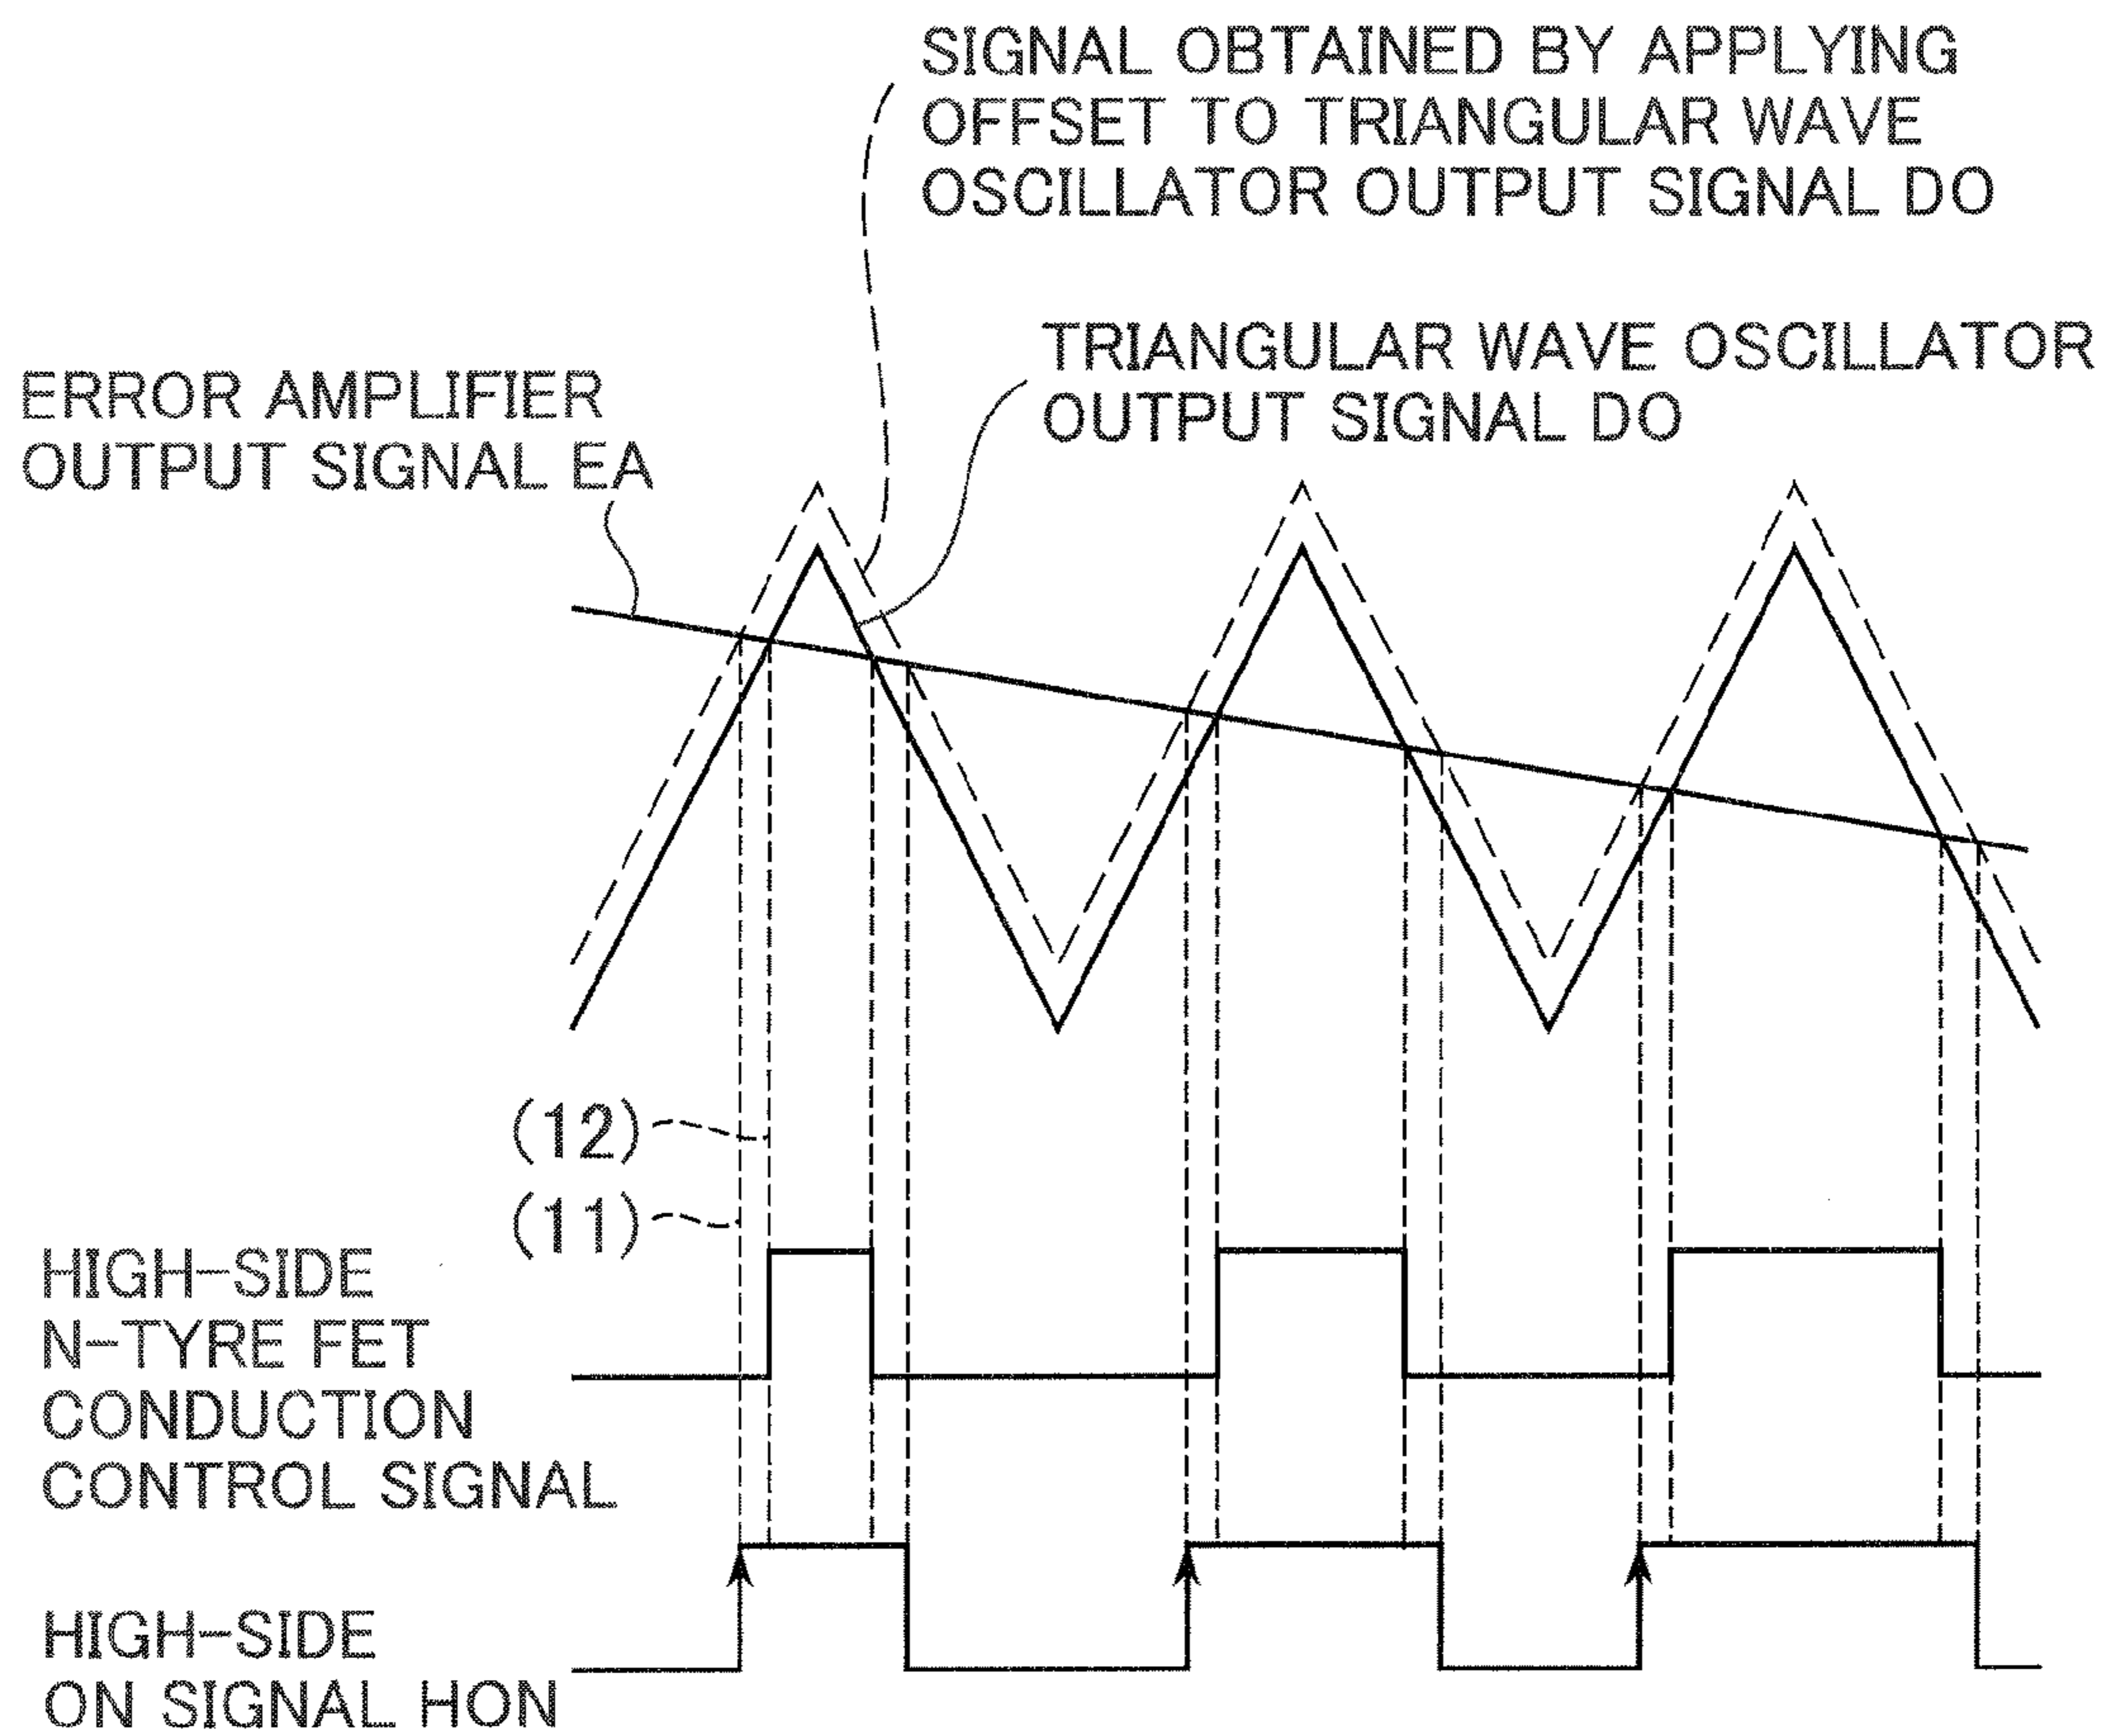 SIGNAL OBTAINED BY APPLYING
OFFSET TO TRIANGULAR WAVE
OSCILLATOR OUTPUT SIGNAL DO
TRIANGULAR WAVE OSCILLATOR
OUTPUT SIGNAL DO
ERROR AMPLIFIER
OUTPUT SIGNAL EA
(12)
(11)
HIGH-SIDE
N-TYRE FET
CONDUCTION
CONTROL SIGNAL
HIGH-SIDE
ON SIGNAL HON